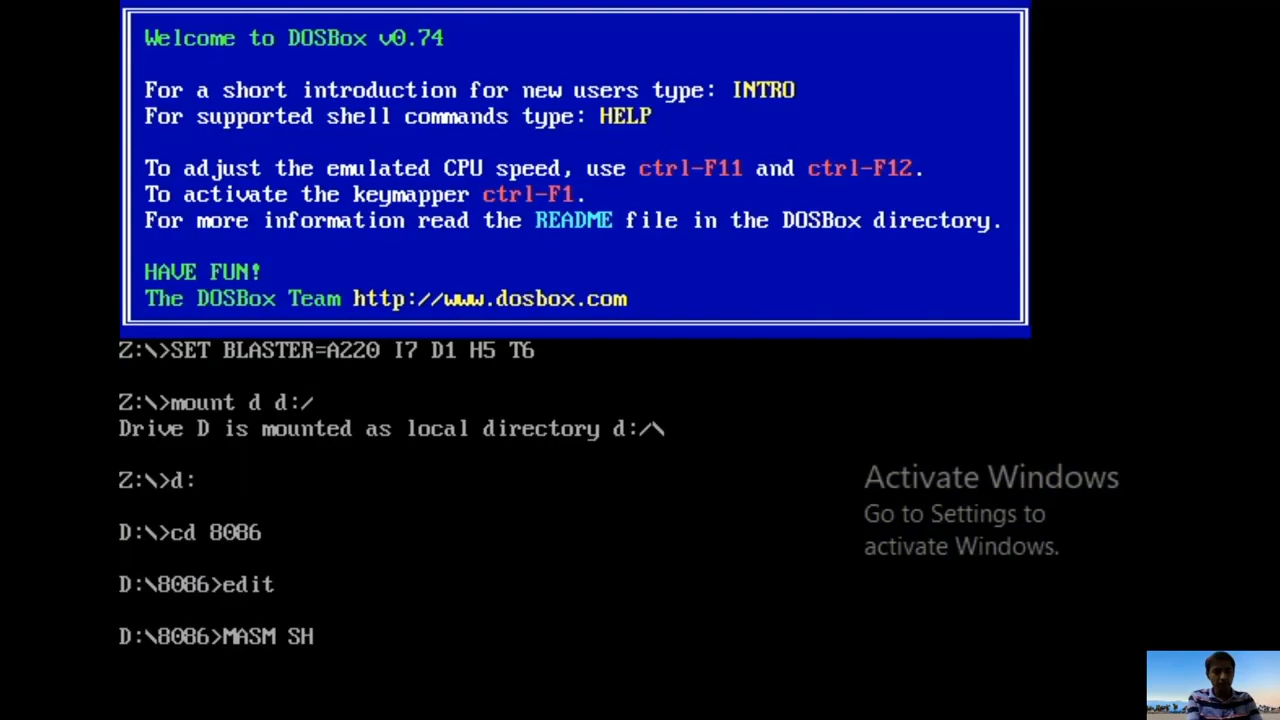 Welcome to DOSBox v0.74
For a short introduction for new users type: INTRO
For supported shell commands type: HELP
To adjust the emulated CPU speed, use ctrl-F11 and ctrl-F12.
To activate the keymapper ctrl-F1.
For more information read the README file in the DOSBox directory.
HAVE FUN!
The DOSBox Team http://www.dosbox.com
Z:\>SET BLASTER=A220 I7 D1 H5 T6
Z:\>mount d d:/
Drive D is mounted as local directory d:/\
Z:\>d:
D:\>cd 8086
D:\8086>edit
D:\8086>MASM SH
Activate Windows
Go to Settings to
activate Windows.